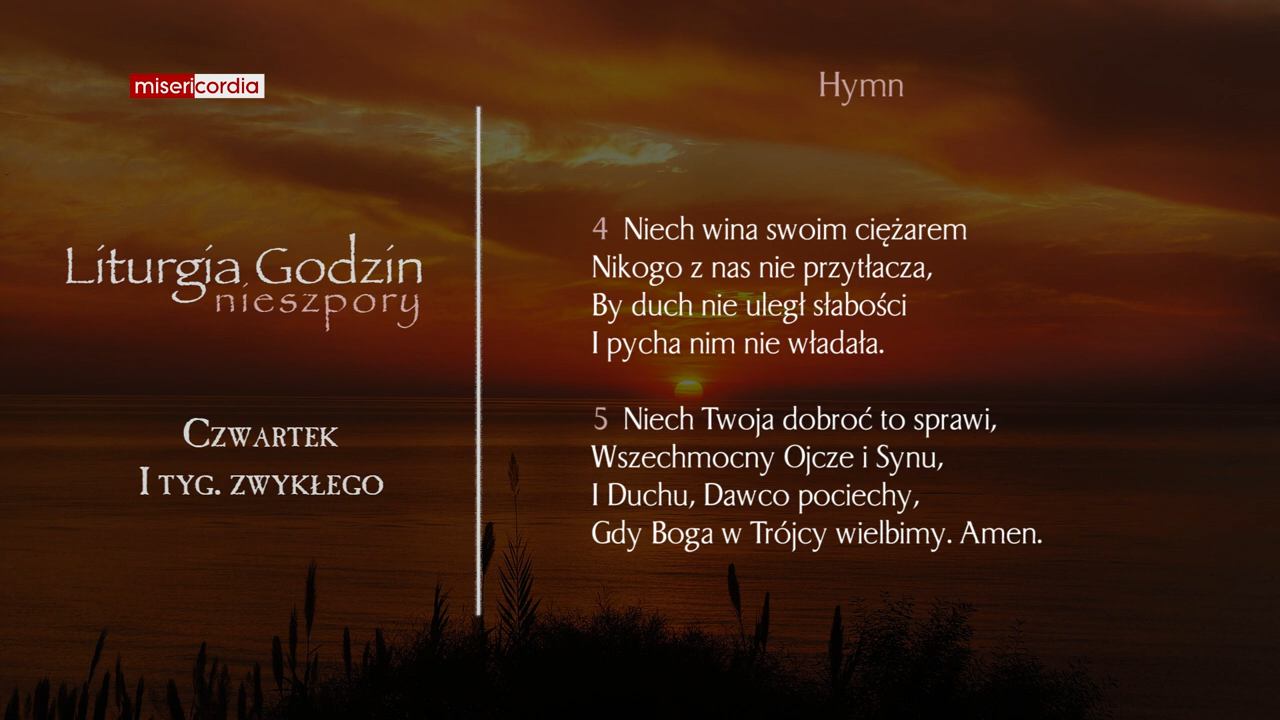 misericordia
Liturgia Godzin
nieszpory
Czwartek
I tyg. zwykłego
Hymn
4 Niech wina swoim ciężarem
Nikogo z nas nie przytłacza,
By duch nie uległ słabości
I pycha nim nie władała.
5 Niech Twoja dobroć to sprawi,
Wszechmocny Ojcze i Synu,
I Duchu, Dawco pociechy,
Gdy Boga w Trójcy wielbimy. Amen.